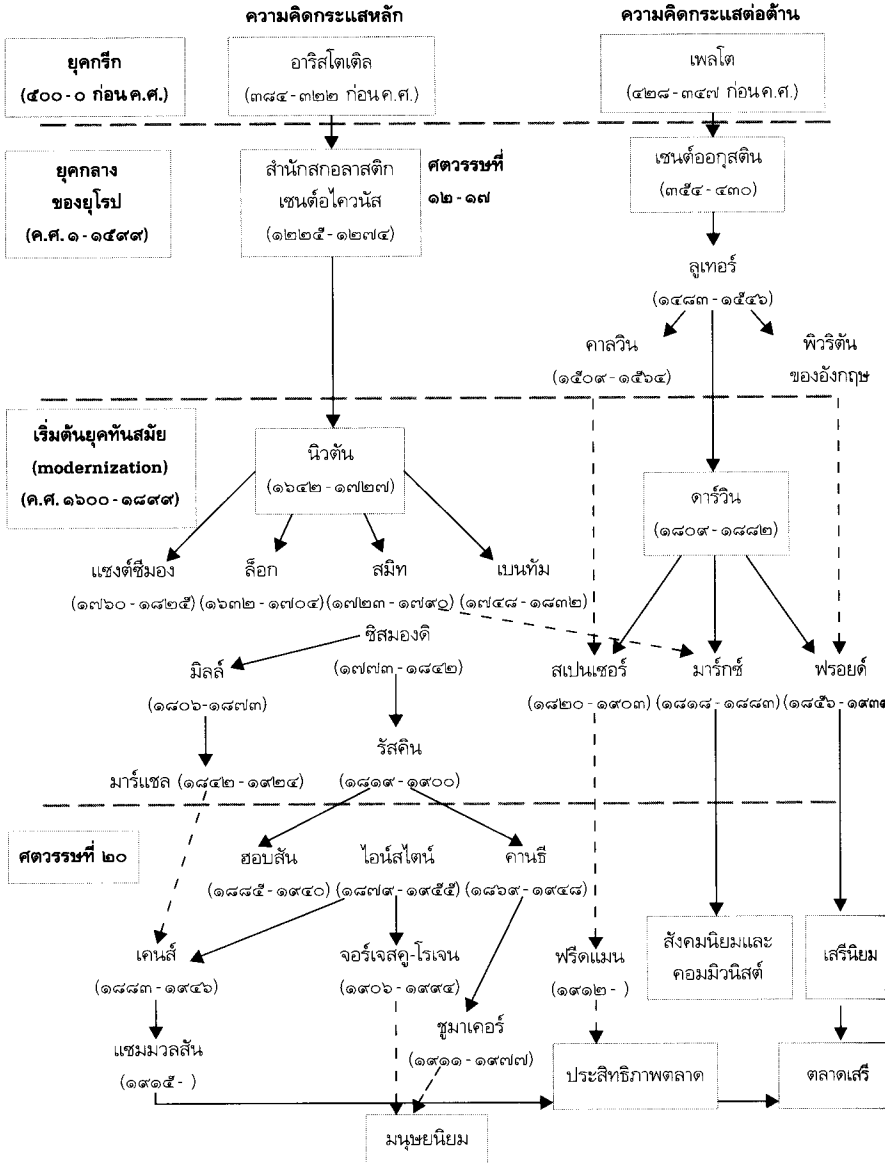 ความคิดกระแสหลัก
ความคิดกระแสต่อต้าน
ยุคกรีก
(๕๐๐ - ๐ ก่อน ค.ศ.)
อาริสโตเติล
(๓๘๔ - ๓๒๒ ก่อน ค.ศ.)
เพลโต
(๔๒๘ - ๓๔๗ ก่อน ค.ศ.)
ยุคกลาง
ของยุโรป
(ค.ศ. ๑ - ๑๕๙๙)
สำนักสกอลาสติก
เซนต์อไควนัส
(๑๒๒๕ - ๑๒๗๔)
ศตวรรษที่
๑๒ - ๑๗
เซนต์ออกุสติน
(๓๕๔ - ๔๓๐)
ลูเทอร์
(๑๔๘๓ - ๑๕๔๖)
คาลวิน
(๑๕๐๙ - ๑๕๖๔)
พิวริตัน
ของอังกฤษ
เริ่มต้นยุคทันสมัย
(modernization)
(ค.ศ. ๑๖๐๐ - ๑๘๙๙)
นิวตัน
(๑๖๔๒ - ๑๗๒๗)
ดาร์วิน
(๑๘๐๙ - ๑๘๘๒)
แซงต์ซีมอง ล็อก สมิท เบนทัม
(๑๗๖๐ - ๑๘๒๕) (๑๖๓๒ - ๑๗๐๔) (๑๗๒๓ - ๑๗๙๐) (๑๗๔๘ - ๑๘๓๒)
ซิสมองดิ
(๑๗๗๓ - ๑๘๔๒)
มิลล์
(๑๘๐๖ - ๑๘๗๓)
สเปนเซอร์ มาร์กซ์ ฟรอยด์
(๑๘๒๐ - ๑๙๐๓) (๑๘๑๘ - ๑๘๘๓) (๑๘๕๖ - ๑๙๓๙
รัสคิน
(๑๘๑๙ - ๑๙๐๐)
มาร์แชล (๑๘๔๒ - ๑๙๒๔)
ศตวรรษที่ ๒๐
ฮอบสัน ไอน์สไตน์ คานธี
(๑๘๘๕ - ๑๙๔๐) (๑๘๗๙ - ๑๙๕๕) (๑๘๖๙ - ๑๙๔๘)
เคนส์
(๑๘๘๓ - ๑๙๔๖)
จอร์เจสคู-โรเจน
(๑๙๐๖ - ๑๙๙๔)
ฟรีดแมน
(๑๙๑๒ - )
สังคมนิยมและ
คอมมิวนิสต์
เสรีนิยม
ชูมาเคอร์
(๑๙๑๑ - ๑๙๗๗)
แซมมวลสัน
(๑๙๑๕ - )
ประสิทธิภาพตลาด
ตลาดเสรี
มนุษยนิยม